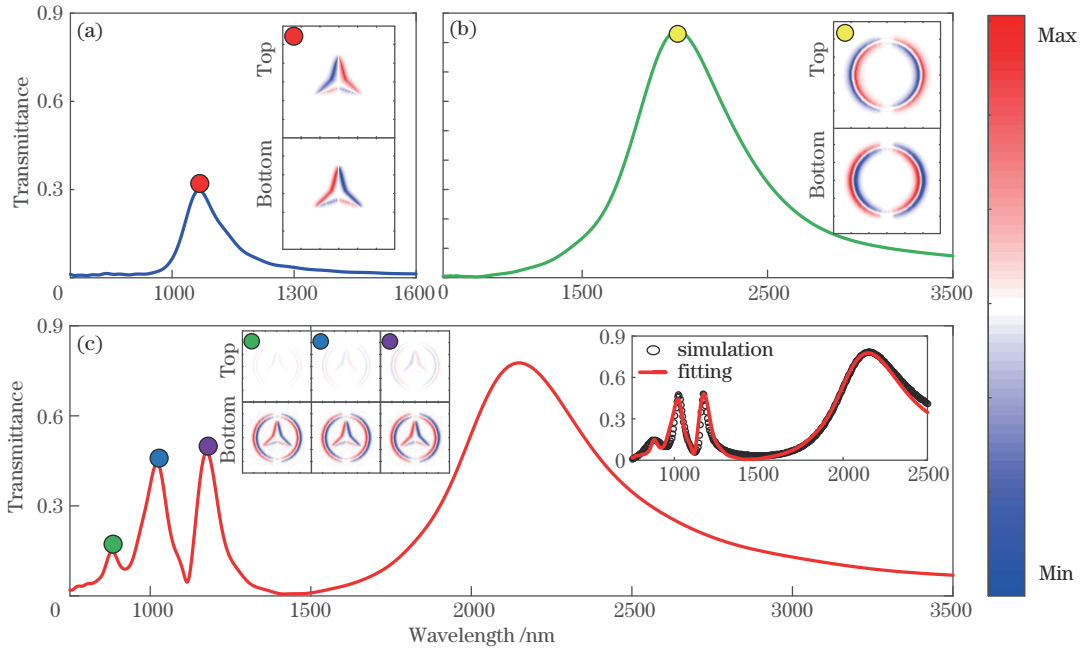 0.9
0.6
0.3
0
Transmittance
(a)
Top
Bottom
1000
1300
1600
(b)
Top
Bottom
0
1500
2500
3500
0.9
0.6
0.3
0
Transmittance
(c)
Top
Bottom
0.9
0.6
0.3
0
simulation
fitting
1000
1500
2000
2500
1000
1500
2000
2500
3000
3500
Wavelength /nm
Max
Min